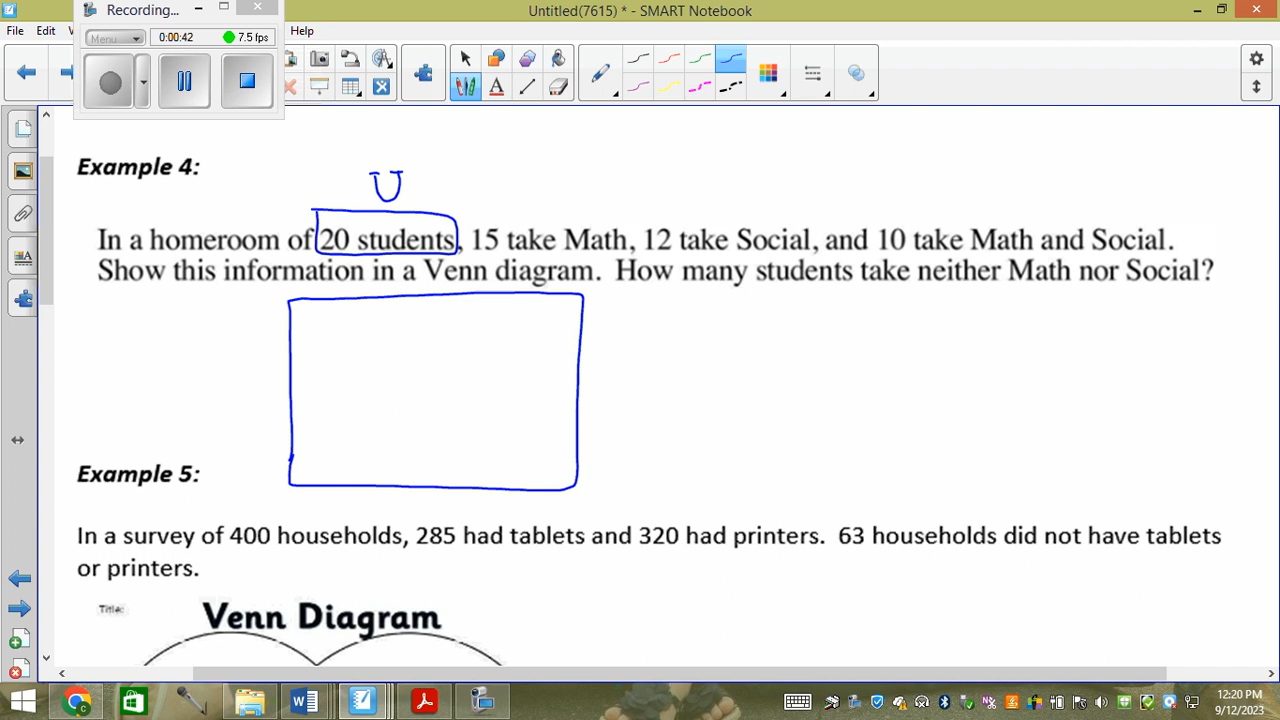 Recording...
Untitled(7615) * - SMART Notebook
File Edit Help
Menu 0:00:42 7.5 fps
Example 4:
U
In a homeroom of 20 students, 15 take Math, 12 take Social, and 10 take Math and Social.
Show this information in a Venn diagram. How many students take neither Math nor Social?
Example 5:
In a survey of 400 households, 285 had tablets and 320 had printers. 63 households did not have tablets
or printers.
Title:
Venn Diagram
12:20 PM
9/12/2023